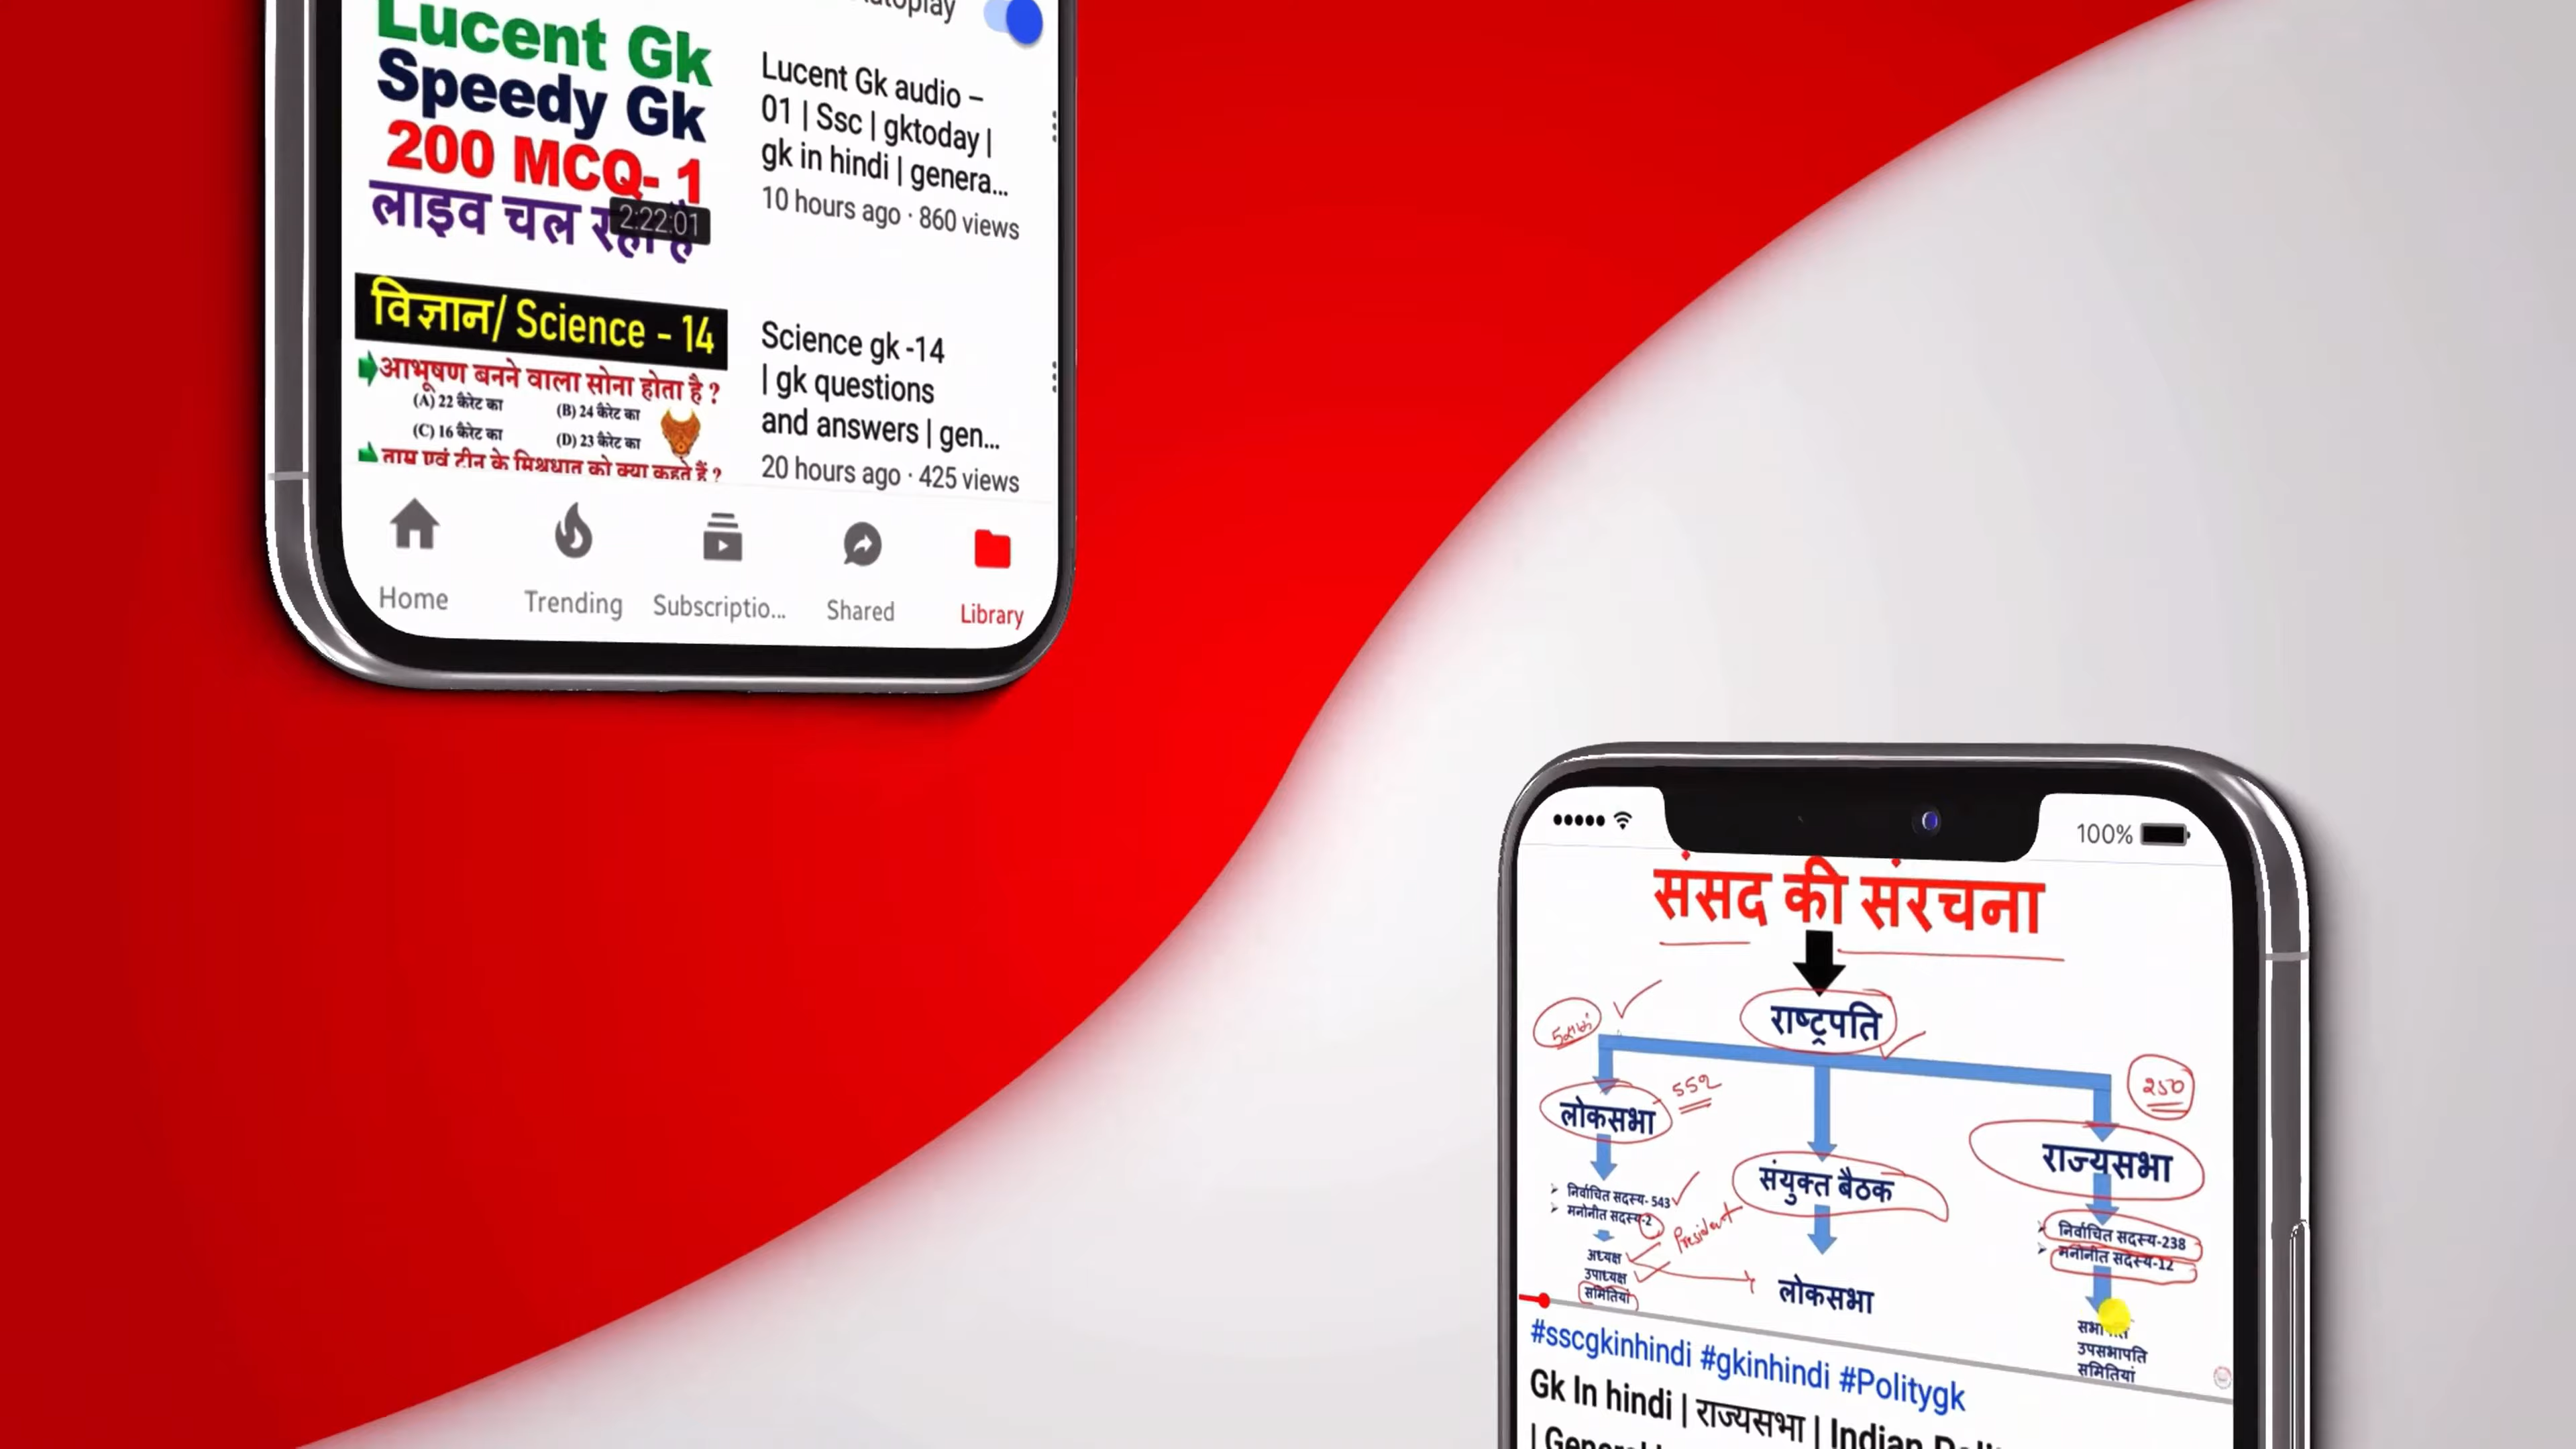 Autoplay
Lucent Gk
Speedy Gk
200 MCQ- 1
लाइव चल रहा है
2:22:01
Lucent Gk audio –
01 | Ssc | gktoday |
gk in hindi | genera...
10 hours ago · 860 views
विज्ञान/ Science - 14
आभूषण बनने वाला सोना होता है ?
(A) 22 कैरेट का
(B) 24 कैरेट का
(C) 16 कैरेट का
(D) 23 कैरेट का
Science gk -14
| gk questions
and answers | gen...
20 hours ago · 425 views
Home
Trending
Subscriptio...
Shared
Library
100%
संसद की संरचना
राष्ट्रपति
250
लोकसभा
552
संयुक्त बैठक
राज्यसभा
निर्वाचित सदस्य- 543
मनोनीत सदस्य-2
President
निर्वाचित सदस्य-238
मनोनीत सदस्य-12
अध्यक्ष
उपाध्यक्ष
समितियां
लोकसभा
उपसभापति
समितियां
#sscgkinhindi #gkinhindi #Politygk
Gk In hindi | राज्यसभा | Indian